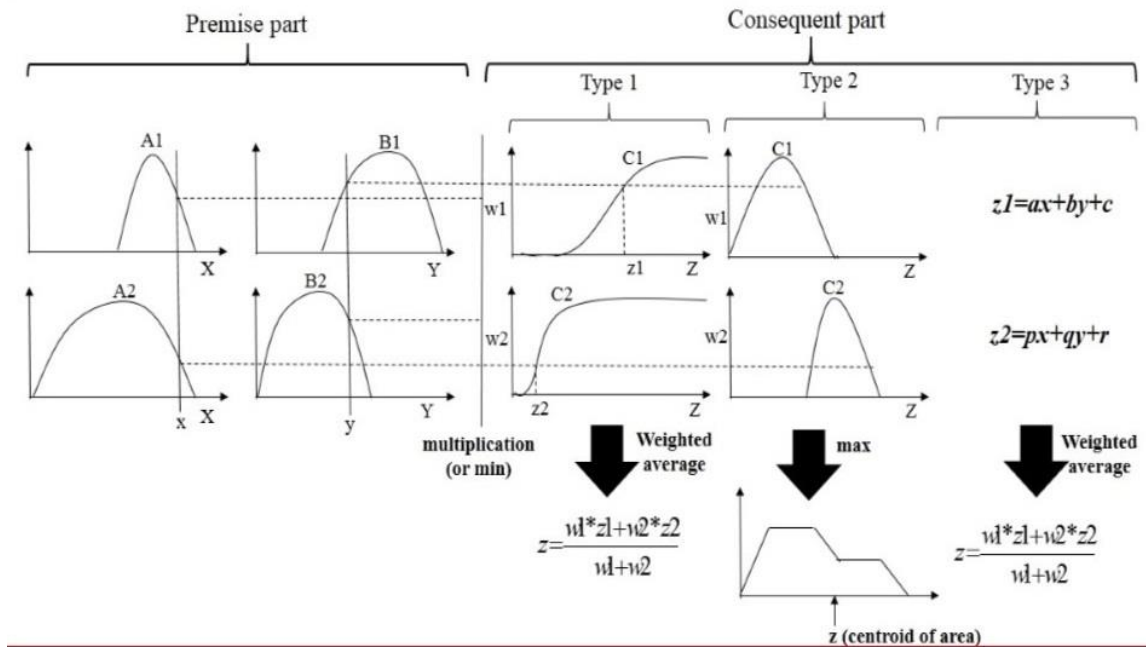 Premise part
Consequent part
Type 1
Type 2
Type 3
A1
B1
C1
C1
w1
w1
z1=ax+by+c
X
Y
z1
Z
Z
A2
B2
C2
C2
w2
w2
z2=px+qy+r
x
X
y
Y
z2
Z
Z
multiplication
(or min)
Weighted
average
max
Weighted
average
z=w1*z1+w2*z2
w1+w2
z=w1*z1+w2*z2
w1+w2
z (centroid of area)